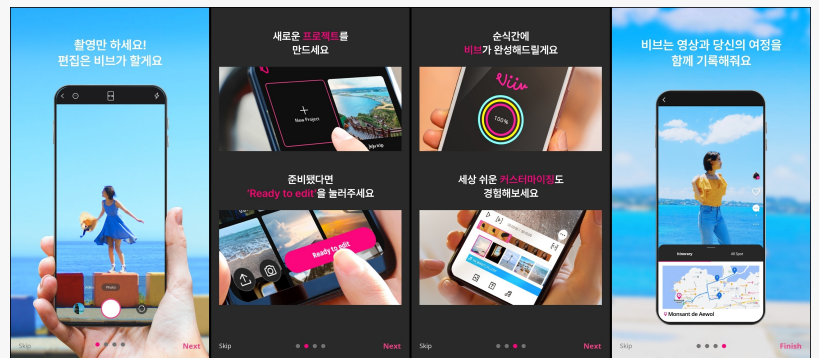 촬영만 하세요!
편집은 비브가 할게요
Photo
Skip
Next
새로운 프로젝트를
만드세요
New Project
준비됐다면
'Ready to edit'을 눌러주세요
Ready to edit
Skip
Next
순식간에
비브가 완성해드릴게요
Viiv
100%
세상 쉬운 커스터마이징도
경험해보세요
Skip
Next
비브는 영상과 당신의 여정을
함께 기록해줘요
Itinerary
All Spot
Monsant de Aewol
Skip
Finish